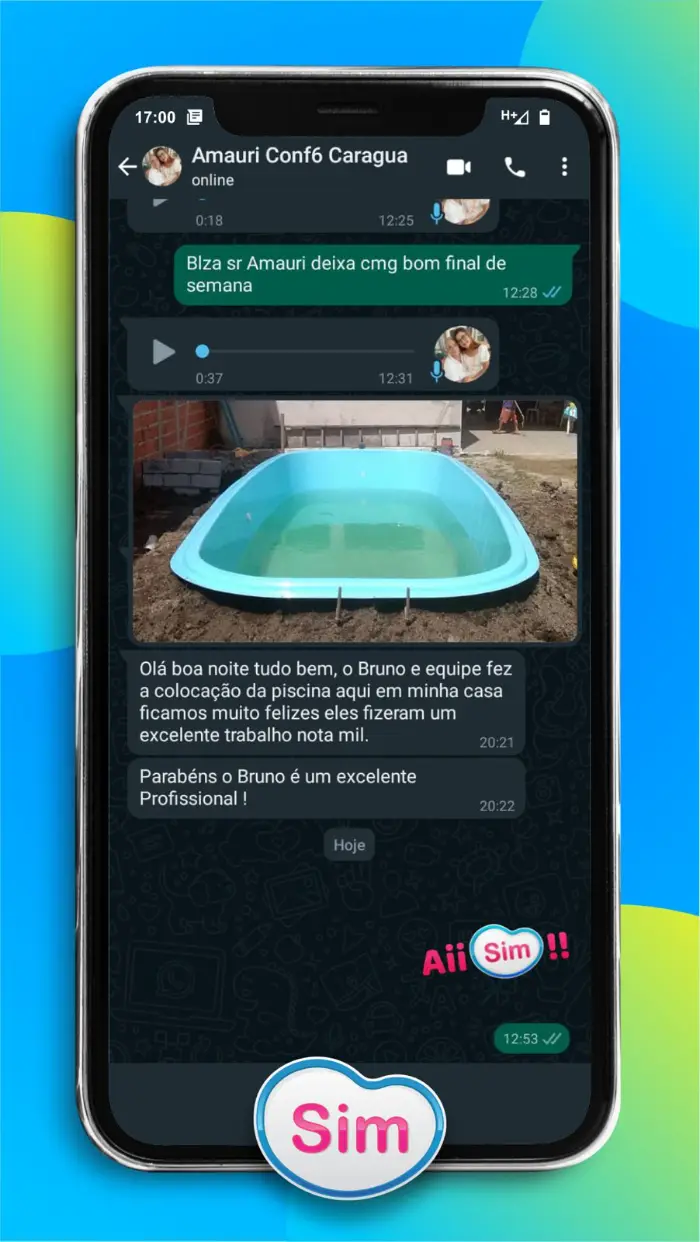 17:00
H+
Amauri Conf6 Caragua
online
0:18
12:25
Blza sr Amauri deixa cmg bom final de
semana
12:28
0:37
12:31
Olá boa noite tudo bem, o Bruno e equipe fez
a colocação da piscina aqui em minha casa
ficamos muito felizes eles fizeram um
excelente trabalho nota mil.
20:21
Parabéns o Bruno é um excelente
Profissional !
20:22
Hoje
Aii Sim !!
12:53
Sim